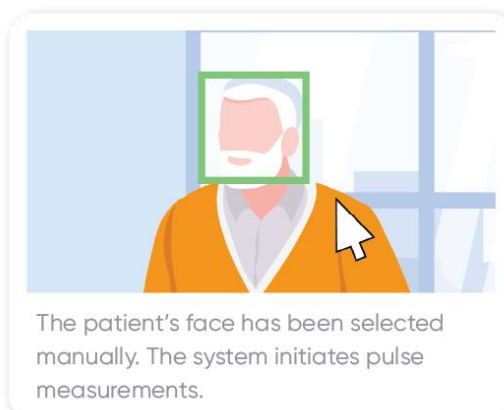 The patient’s face has been selected
manually. The system initiates pulse
measurements.